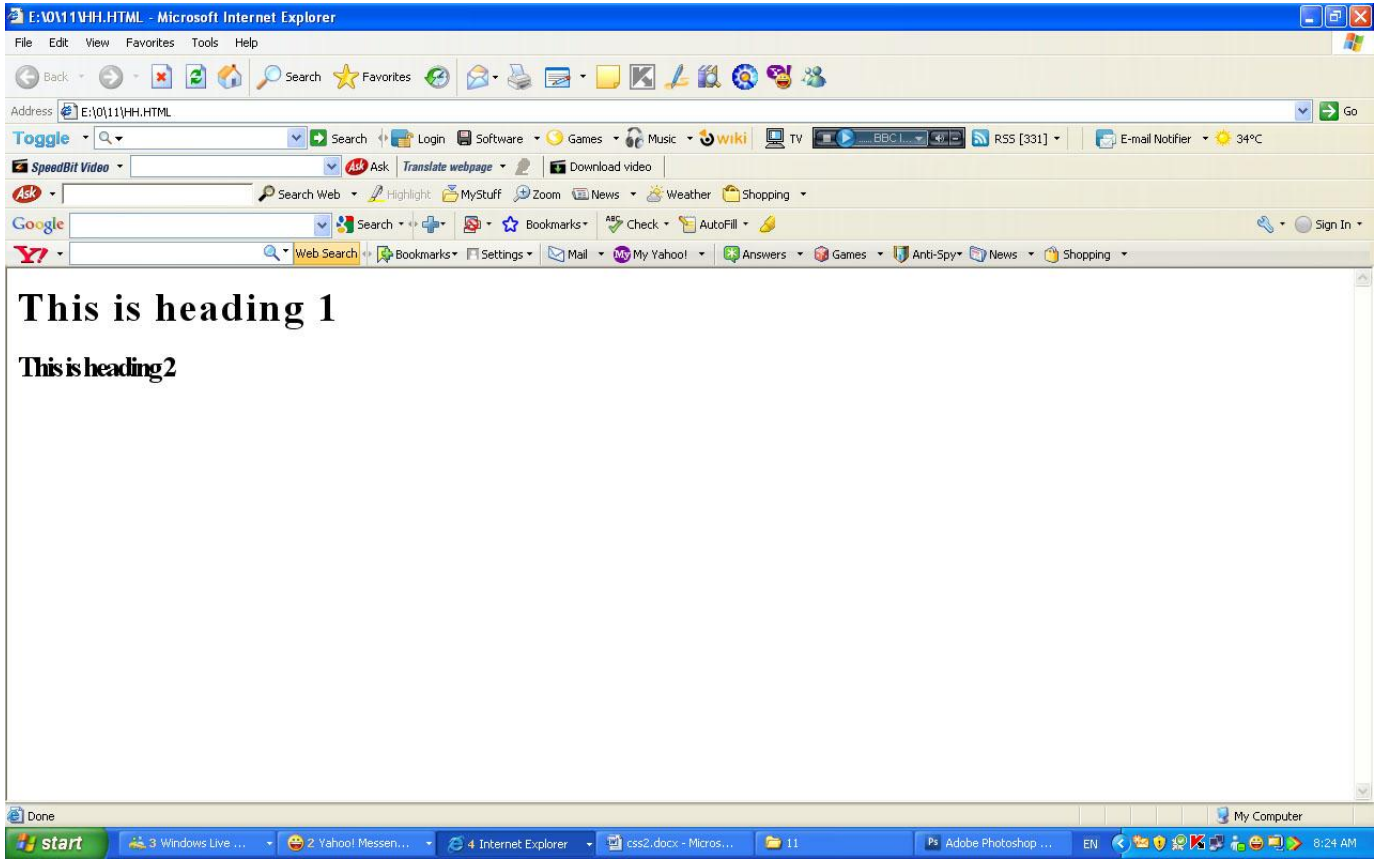 E:\0\11\HH.HTML - Microsoft Internet Explorer
File Edit View Favorites Tools Help
Back Search Favorites
Address E:\0\11\HH.HTML Go
Toggle Search Login Software Games Music wiki TV BBC RSS [331] E-mail Notifier 34°C
SpeedBit Video Ask Translate webpage Download video
Ask Search Web Highlight MyStuff Zoom News Weather Shopping
Google Search Bookmarks Check AutoFill Sign In
Y! Web Search Bookmarks Settings Mail My Yahoo! Answers Games Anti-Spy News Shopping
This is heading 1
This is heading 2
Done My Computer
start 3 Windows Live ... 2 Yahoo! Messen... 4 Internet Explorer css2.docx - Micros... 11 Adobe Photoshop ... EN 8:24 AM